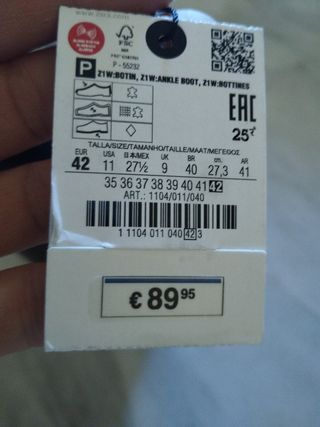 www.zara.com
FSC
MIX
P - 55232
P Z1W:BOTIN, Z1W:ANKLE BOOT, Z1W:BOTTINES
EAC
25
TALLA/SIZE/TAMANHO/TAILLE/MAAT/ΜΕΓΕΘΟΣ
EUR USA MEX UK BR cm. AR
42 11 27½ 9 40 27,3 41
35 36 37 38 39 40 41 42
ART.: 1104/011/040
1 1104 011 040 42 3
€ 89 95